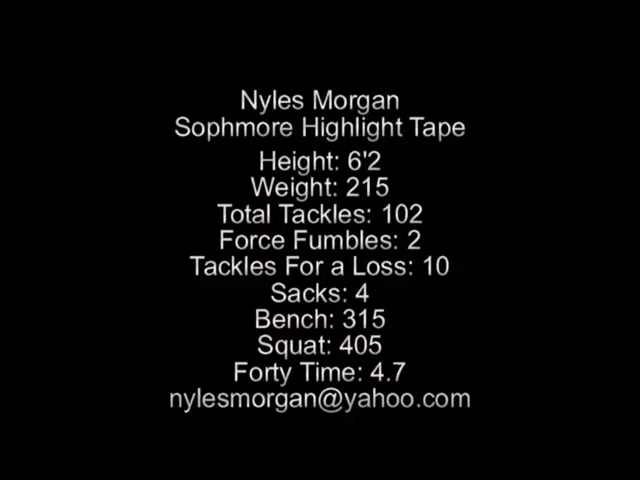 Nyles Morgan
Sophmore Highlight Tape
Height: 6'2
Weight: 215
Total Tackles: 102
Force Fumbles: 2
Tackles For a Loss: 10
Sacks: 4
Bench: 315
Squat: 405
Forty Time: 4.7
nylesmorgan@yahoo.com